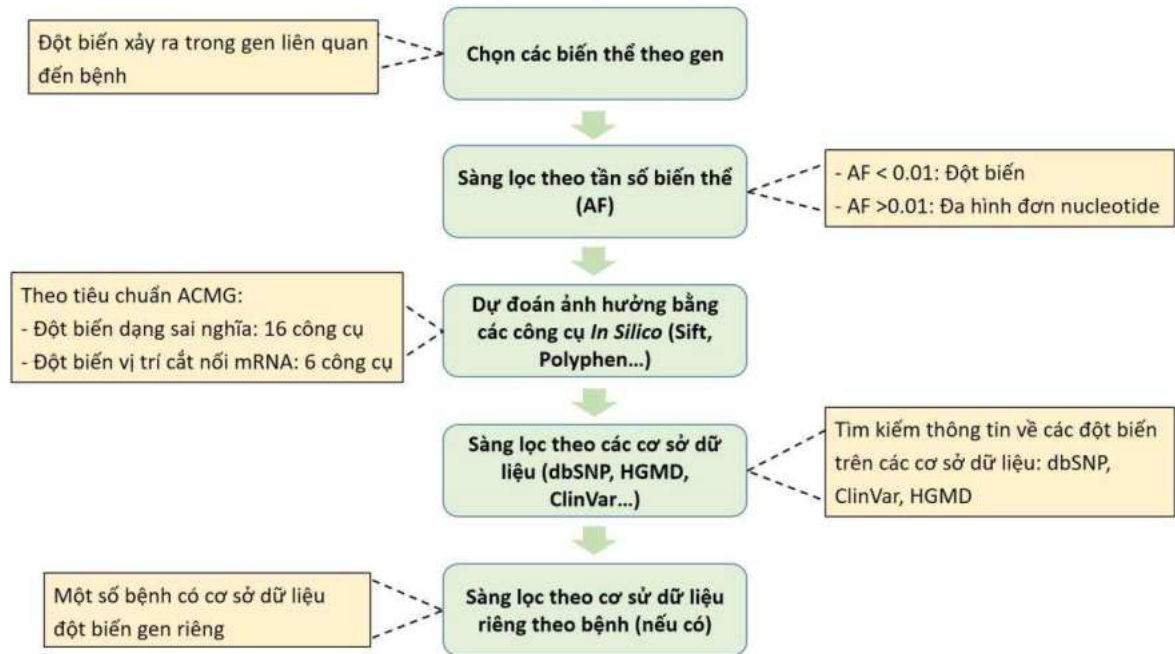 Đột biến xảy ra trong gen liên quan
đến bệnh
Chọn các biến thể theo gen
Sàng lọc theo tần số biến thể
(AF)
- AF < 0.01: Đột biến
- AF >0.01: Đa hình đơn nucleotide
Theo tiêu chuẩn ACMG:
- Đột biến dạng sai nghĩa: 16 công cụ
- Đột biến vị trí cắt nối mRNA: 6 công cụ
Dự đoán ảnh hưởng bằng
các công cụ In Silico (Sift,
Polyphen...)
Sàng lọc theo các cơ sở dữ
liệu (dbSNP, HGMD,
ClinVar...)
Tìm kiếm thông tin về các đột biến
trên các cơ sở dữ liệu: dbSNP,
ClinVar, HGMD
Một số bệnh có cơ sở dữ liệu
đột biến gen riêng
Sàng lọc theo cơ sử dữ liệu
riêng theo bệnh (nếu có)